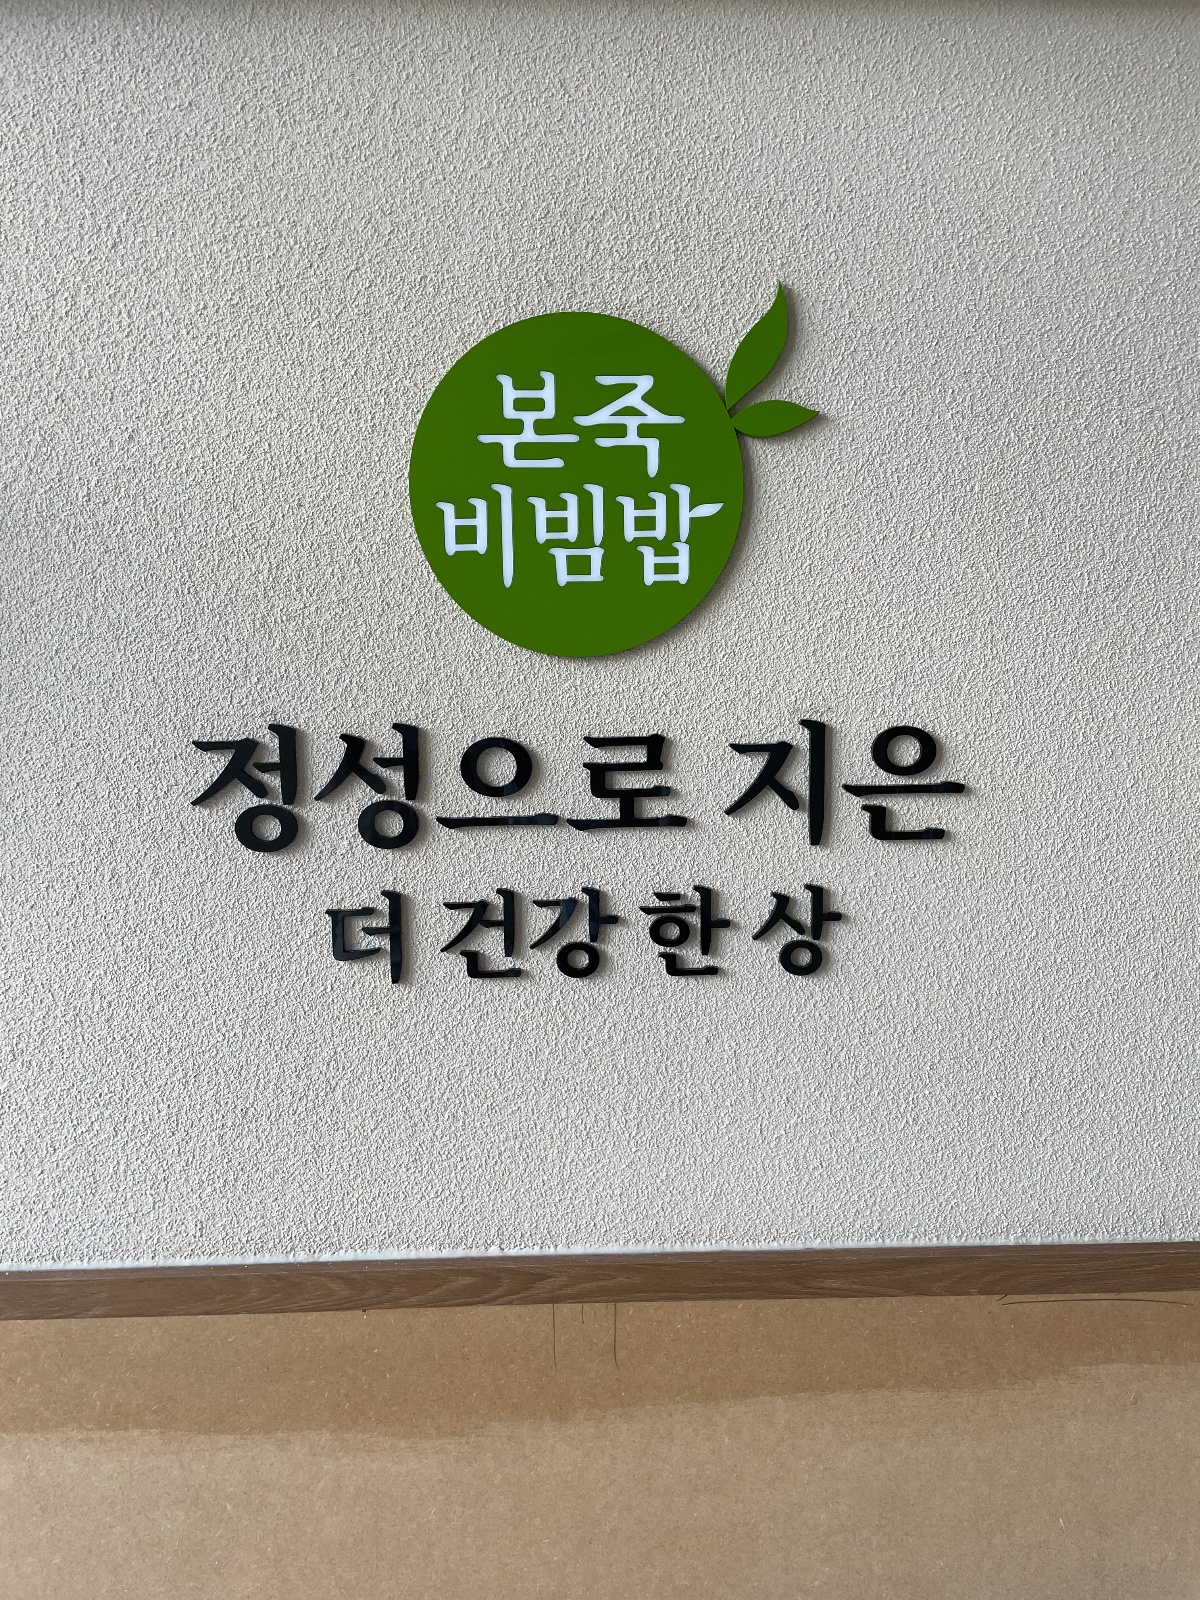 본죽
비빔밥
정성으로 지은
더 건강 한 상